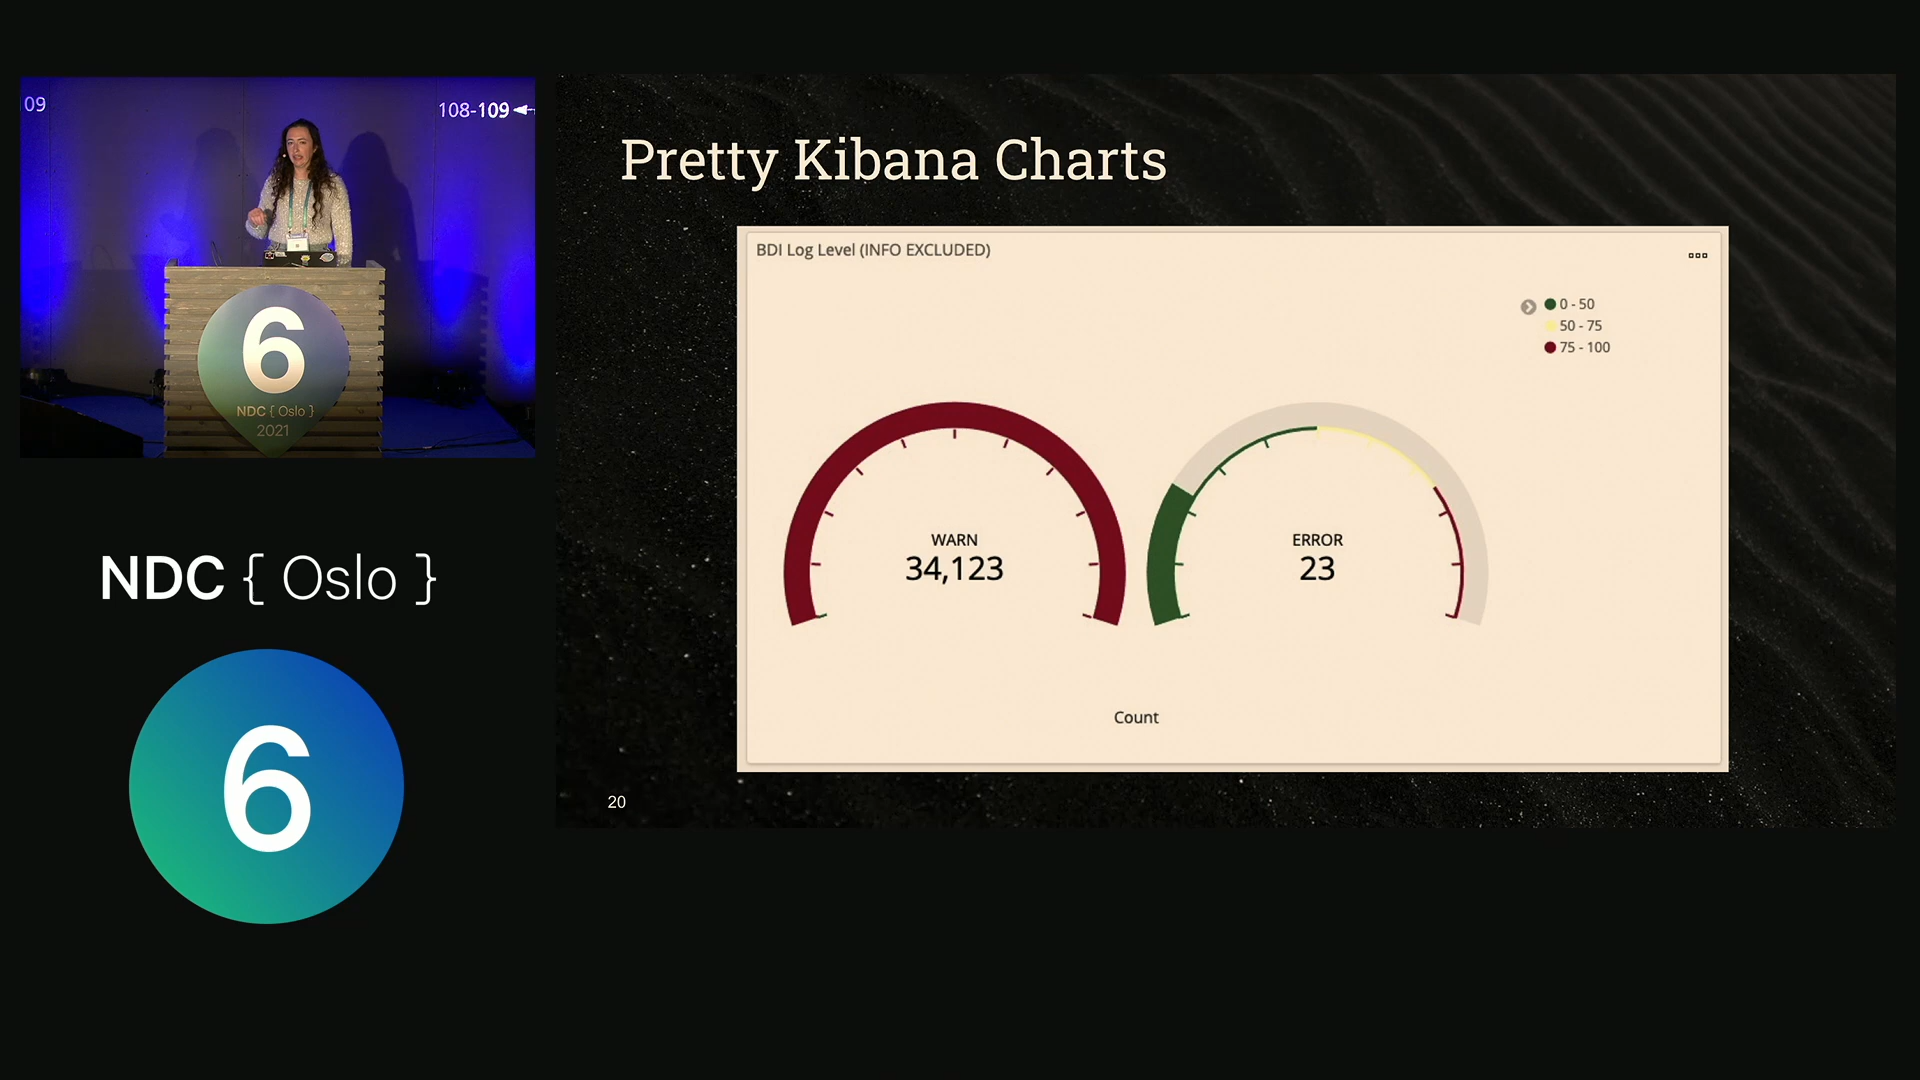 09
108-109
6
NDC { Oslo }
2021
NDC { Oslo }
6
Pretty Kibana Charts
BDI Log Level (INFO EXCLUDED)
0 - 50
50 - 75
75 - 100
WARN
34,123
ERROR
23
Count
20